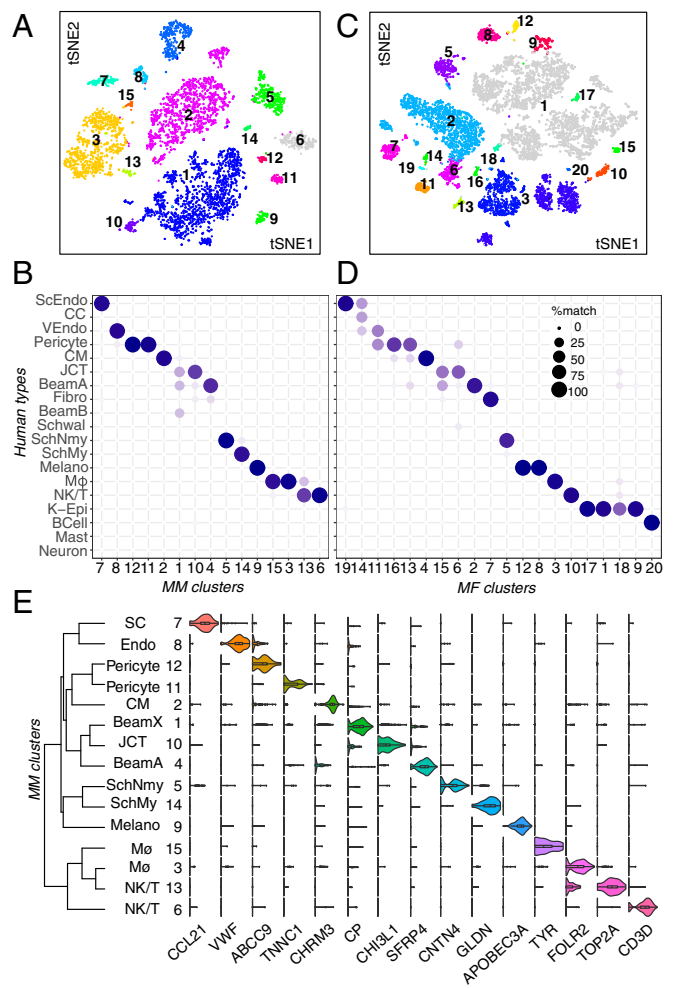 A
tSNE2
4
7
8
15
2
5
3
14
6
13
12
1
11
10
9
tSNE1
C
tSNE2
12
8
9
5
17
1
2
7
14
18
15
19
6
16
20
10
11
3
13
tSNE1
B
Human types
ScEndo
CC
VEndo
Pericyte
CM
JCT
BeamA
Fibro
BeamB
Schwal
SchNmy
SchMy
Melano
Mφ
NK/T
K−Epi
BCell
Mast
Neuron
7 8 12 11 2 1 10 4 5 14 9 15 3 13 6
MM clusters
D
%match
0
25
50
75
100
19 14 11 16 13 4 15 6 2 7 5 12 8 3 10 17 1 18 9 20
MF clusters
E
MM clusters
SC 7
Endo 8
Pericyte 12
Pericyte 11
CM 2
BeamX 1
JCT 10
BeamA 4
SchNmy 5
SchMy 14
Melano 9
Mø 15
Mø 3
NK/T 13
NK/T 6
CCL21 VWF ABCC9 TNNC1 CHRM3 CP CHI3L1 SFRP4 CNTN4 GLDN APOBEC3A TYR FOLR2 TOP2A CD3D